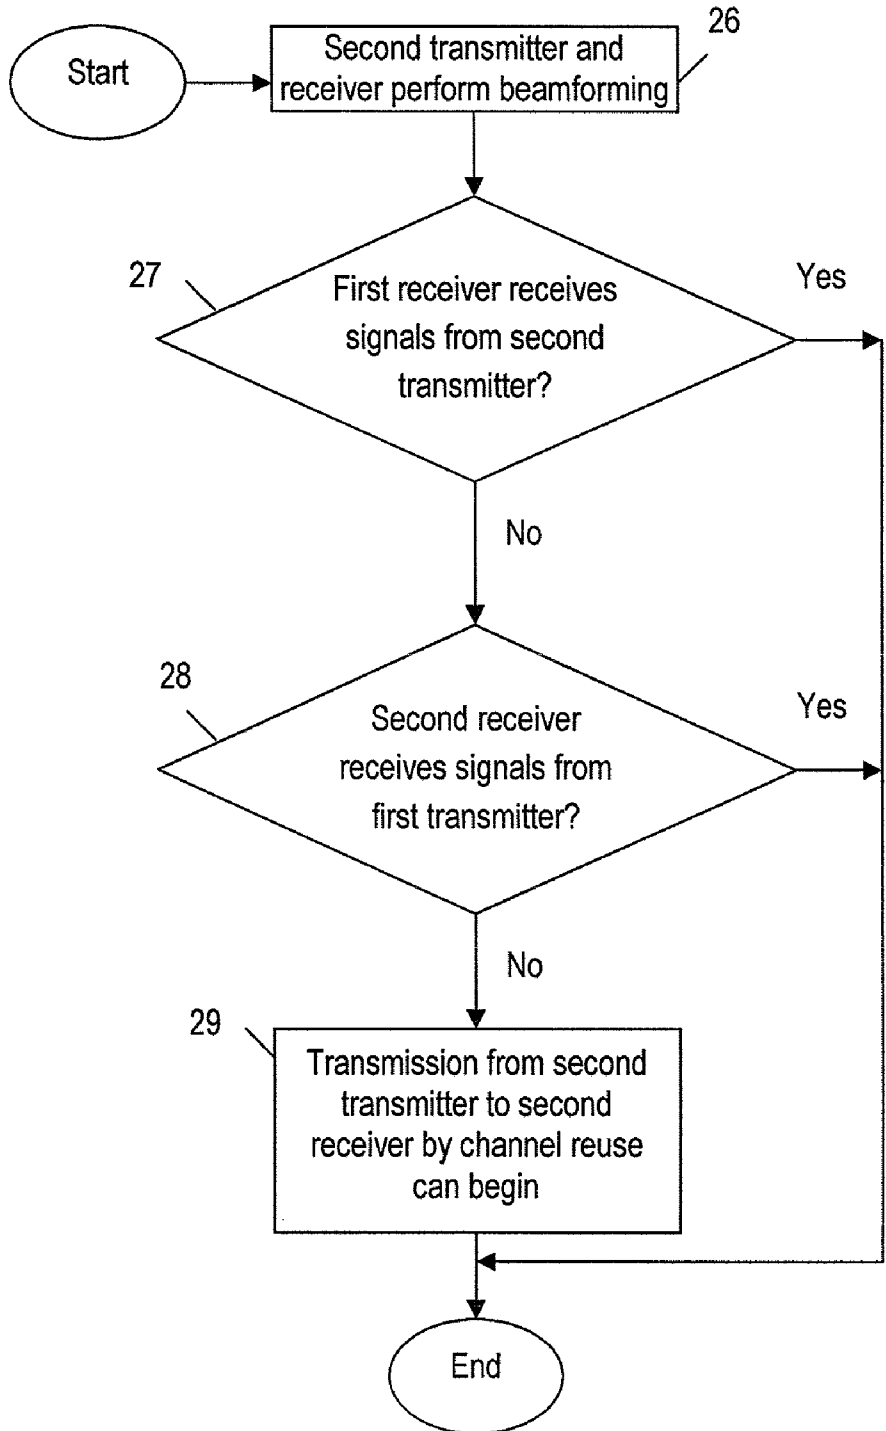 26
Start
Second transmitter and
receiver perform beamforming
27
First receiver receives
signals from second
transmitter?
Yes
No
28
Second receiver
receives signals from
first transmitter?
Yes
No
29
Transmission from second
transmitter to second
receiver by channel reuse
can begin
End